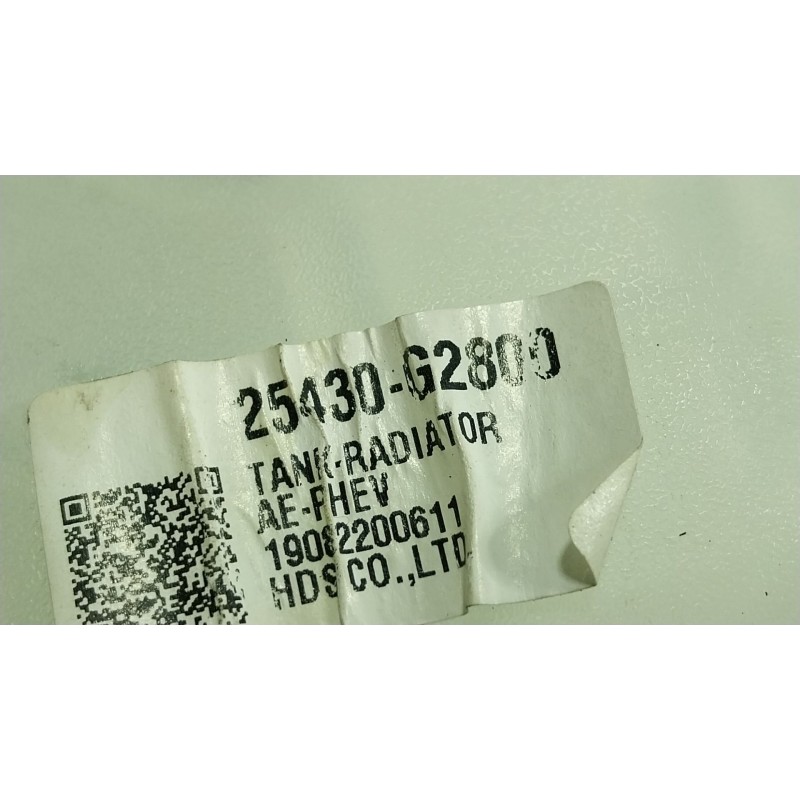 25430-G2800
TANK-RADIATOR
AE-PHEV
19082200611
HDS CO.,LTD.